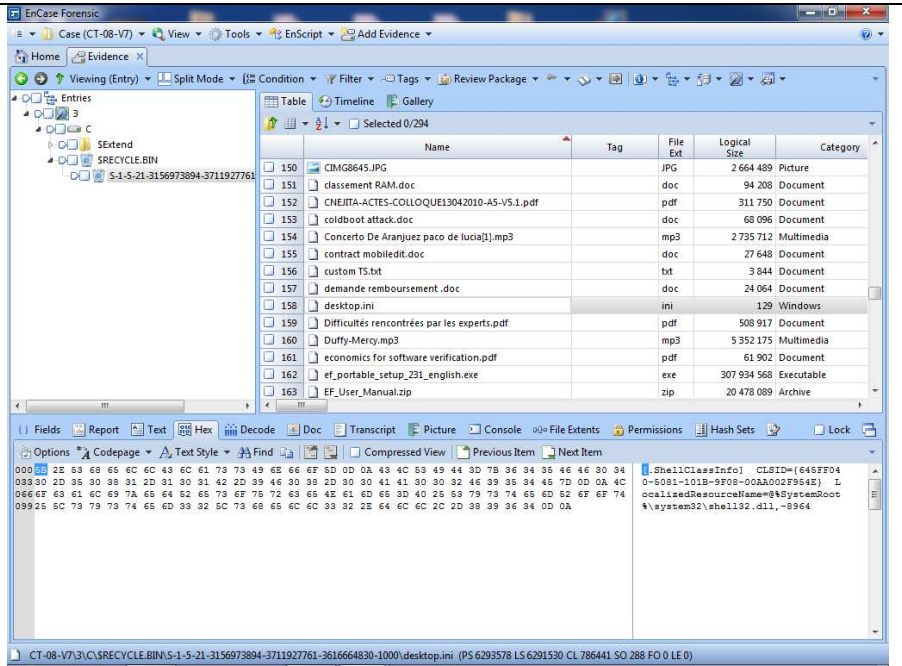 EnCase Forensic
Case (CT-08-V7) View Tools EnScript Add Evidence
Home Evidence
Viewing (Entry) Split Mode Condition Filter Tags Review Package
Entries
3
C
$Extend
$RECYCLE.BIN
S-1-5-21-3156973894-3711927761
Table Timeline Gallery
Selected 0/294
Name Tag File Ext Logical Size Category
150 CIMG8645.JPG JPG 2 664 489 Picture
151 classement RAM.doc doc 94 208 Document
152 CNEJITA-ACTES-COLLOQUE13042010-A5-V5.1.pdf pdf 311 750 Document
153 coldboot attack.doc doc 68 096 Document
154 Concerto De Aranjuez paco de lucia[1].mp3 mp3 2 735 712 Multimedia
155 contract mobiledit.doc doc 27 648 Document
156 custom TS.txt txt 3 844 Document
157 demande remboursement .doc doc 24 064 Document
158 desktop.ini ini 129 Windows
159 Difficultés rencontrées par les experts.pdf pdf 508 917 Document
160 Duffy-Mercy.mp3 mp3 5 352 175 Multimedia
161 economics for software verification.pdf pdf 61 902 Document
162 ef_portable_setup_231_english.exe exe 307 934 568 Executable
163 EF_User_Manual.zip zip 20 478 089 Archive
Fields Report Text Hex Decode Doc Transcript Picture Console File Extents Permissions Hash Sets Lock
Options Codepage Text Style Find Compressed View Previous Item Next Item
000 5B 2E 53 68 65 6C 6C 43 6C 61 73 73 49 6E 66 6F 5D 0D 0A 43 4C 53 49 44 3D 7B 36 34 35 46 46 30 34 [.ShellClassInfo] CLSID={645FF04
033 30 2D 35 30 38 31 2D 31 30 31 42 2D 39 46 30 38 2D 30 30 41 41 30 30 32 46 39 35 34 45 7D 0D 0A 4C 0-5081-101B-9F08-00AA002F954E} L
066 6F 63 61 6C 69 7A 65 64 52 65 73 6F 75 72 63 65 4E 61 6D 65 3D 40 25 53 79 73 74 65 6D 52 6F 6F 74 ocalizedResourceName=@%SystemRoot
099 25 5C 73 79 73 74 65 6D 33 32 5C 73 68 65 6C 6C 33 32 2E 64 6C 6C 2C 2D 38 39 36 34 0D 0A %\system32\shell32.dll,-8964
CT-08-V7\3\C\$RECYCLE.BIN\S-1-5-21-3156973894-3711927761-3616664830-1000\desktop.ini (PS 6293578 LS 6291530 CL 786441 SO 288 FO 0 LE 0)